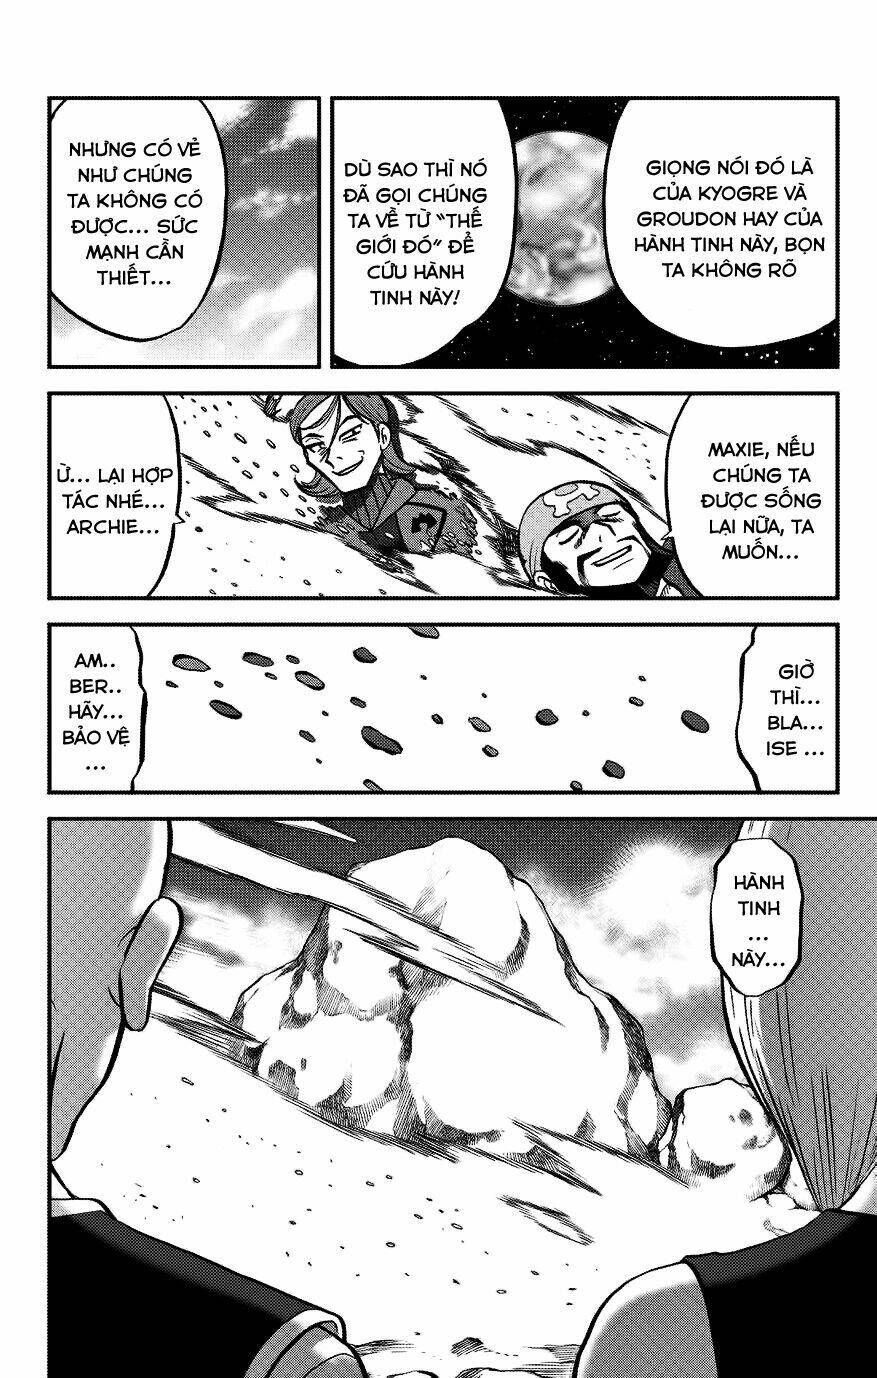 GIỌNG NÓI ĐÓ LÀ
CỦA KYOGRE VÀ
GROUDON HAY CỦA
HÀNH TINH NÀY, BỌN
TA KHÔNG RÕ
DÙ SAO THÌ NÓ
ĐÃ GỌI CHÚNG
TA VỀ TỪ "THẾ
GIỚI ĐÓ" ĐỂ
CỨU HÀNH
TINH NÀY!
NHƯNG CÓ VẺ
NHƯ CHÚNG
TA KHÔNG CÓ
ĐƯỢC... SỨC
MẠNH CẦN
THIẾT...
MAXIE, NẾU
CHÚNG TA
ĐƯỢC SỐNG
LẠI NỮA, TA
MUỐN...
Ừ... LẠI HỢP
TÁC NHÉ...
ARCHIE...
GIỜ
THÌ...
BLA...
ISE ...
AM..
BER..
HÃY...
BẢO VỆ
...
HÀNH
TINH
...
NÀY...